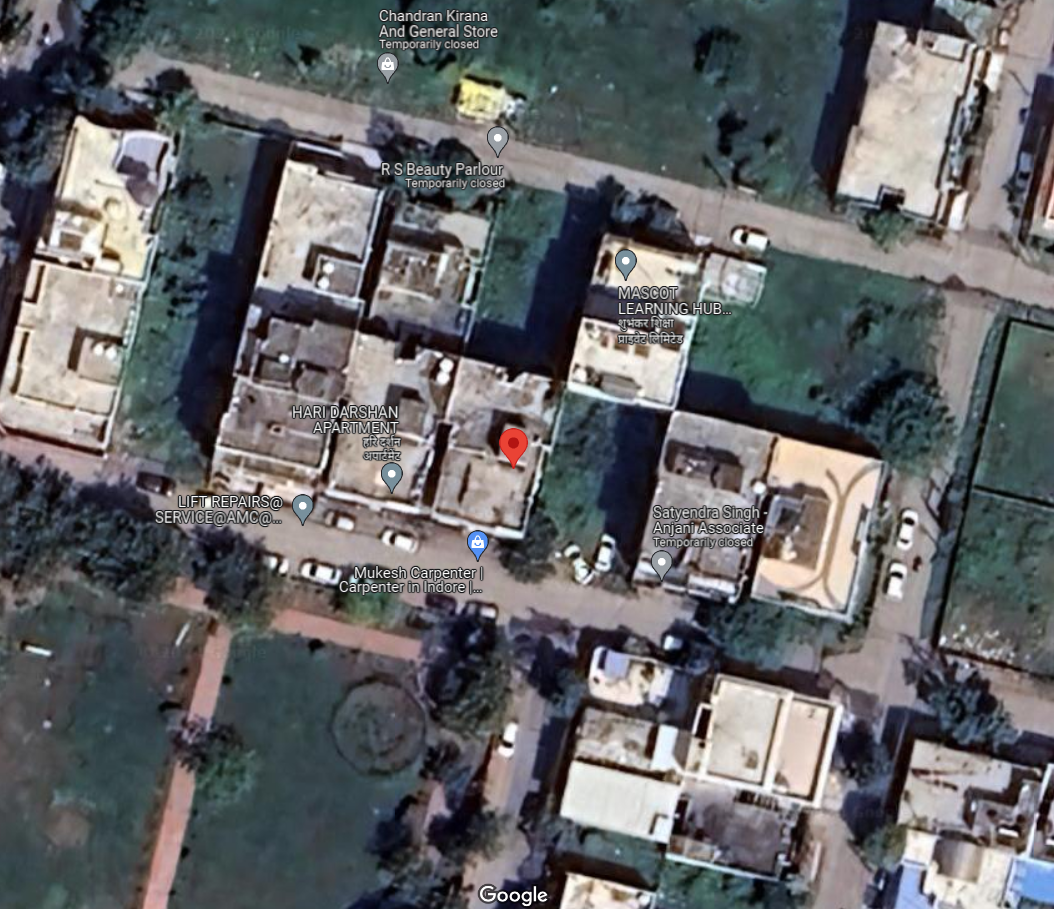 Chandran Kirana
And General Store
Temporarily closed
R S Beauty Parlour
Temporarily closed
MASCOT
LEARNING HUB...
शुभंकर शिक्षा
प्राइवेट लिमिटेड
HARI DARSHAN
APARTMENT
हरि दर्शन
अपार्टमेंट
LIFT REPAIRS@
SERVICE@AMC@...
Satyendra Singh -
Anjani Associate
Temporarily closed
Mukesh Carpenter |
Carpenter in Indore |...
Google